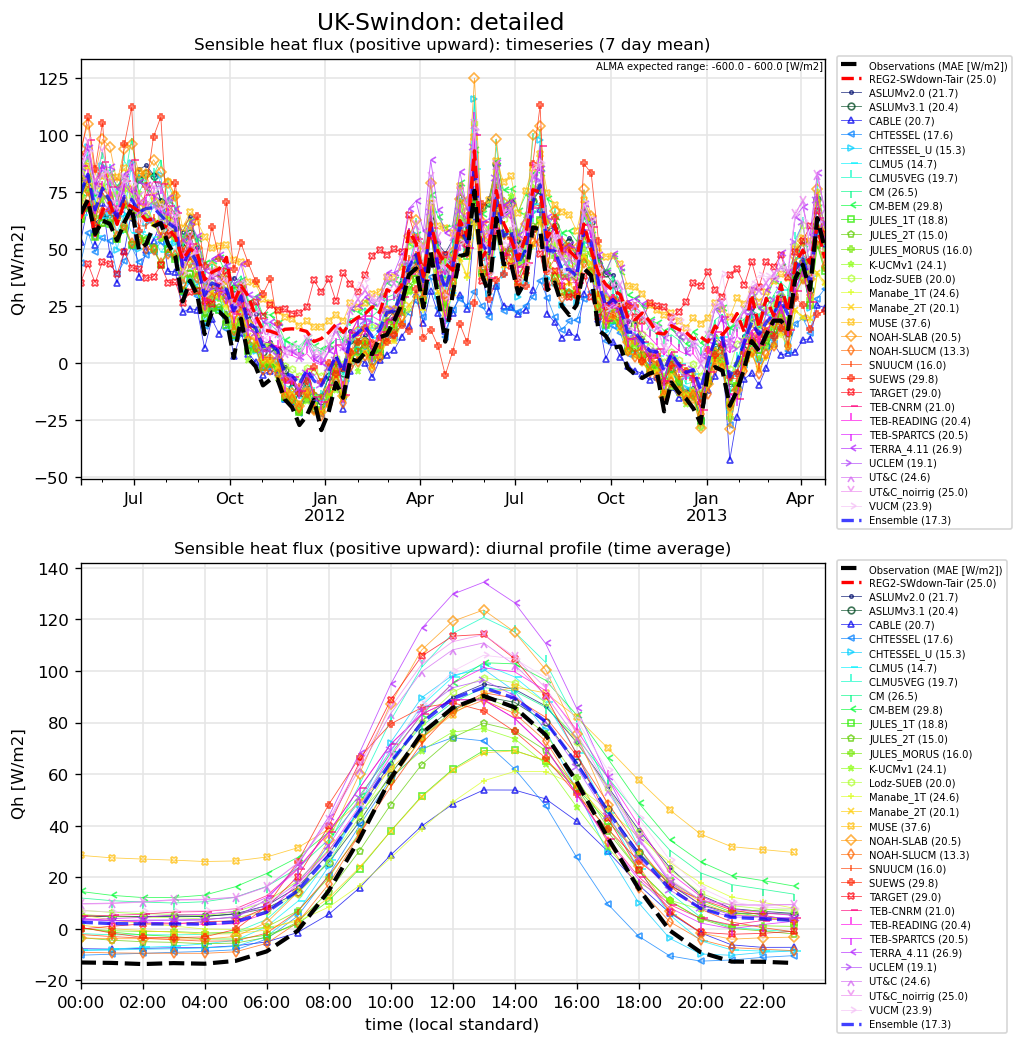 UK-Swindon: detailed
Sensible heat flux (positive upward): timeseries (7 day mean)
ALMA expected range: -600.0 - 600.0 [W/m2]
Qh [W/m2]
125
100
75
50
25
0
−25
−50
Jul
Oct
Jan
2012
Apr
Jul
Oct
Jan
2013
Apr
Observations (MAE [W/m2])
REG2-SWdown-Tair (25.0)
ASLUMv2.0 (21.7)
ASLUMv3.1 (20.4)
CABLE (20.7)
CHTESSEL (17.6)
CHTESSEL_U (15.3)
CLMU5 (14.7)
CLMU5VEG (19.7)
CM (26.5)
CM-BEM (29.8)
JULES_1T (18.8)
JULES_2T (15.0)
JULES_MORUS (16.0)
K-UCMv1 (24.1)
Lodz-SUEB (20.0)
Manabe_1T (24.6)
Manabe_2T (20.1)
MUSE (37.6)
NOAH-SLAB (20.5)
NOAH-SLUCM (13.3)
SNUUCM (16.0)
SUEWS (29.8)
TARGET (29.0)
TEB-CNRM (21.0)
TEB-READING (20.4)
TEB-SPARTCS (20.5)
TERRA_4.11 (26.9)
UCLEM (19.1)
UT&C (24.6)
UT&C_noirrig (25.0)
VUCM (23.9)
Ensemble (17.3)
Sensible heat flux (positive upward): diurnal profile (time average)
Qh [W/m2]
140
120
100
80
60
40
20
0
−20
00:00
02:00
04:00
06:00
08:00
10:00
12:00
14:00
16:00
18:00
20:00
22:00
time (local standard)
Observation (MAE [W/m2])
REG2-SWdown-Tair (25.0)
ASLUMv2.0 (21.7)
ASLUMv3.1 (20.4)
CABLE (20.7)
CHTESSEL (17.6)
CHTESSEL_U (15.3)
CLMU5 (14.7)
CLMU5VEG (19.7)
CM (26.5)
CM-BEM (29.8)
JULES_1T (18.8)
JULES_2T (15.0)
JULES_MORUS (16.0)
K-UCMv1 (24.1)
Lodz-SUEB (20.0)
Manabe_1T (24.6)
Manabe_2T (20.1)
MUSE (37.6)
NOAH-SLAB (20.5)
NOAH-SLUCM (13.3)
SNUUCM (16.0)
SUEWS (29.8)
TARGET (29.0)
TEB-CNRM (21.0)
TEB-READING (20.4)
TEB-SPARTCS (20.5)
TERRA_4.11 (26.9)
UCLEM (19.1)
UT&C (24.6)
UT&C_noirrig (25.0)
VUCM (23.9)
Ensemble (17.3)